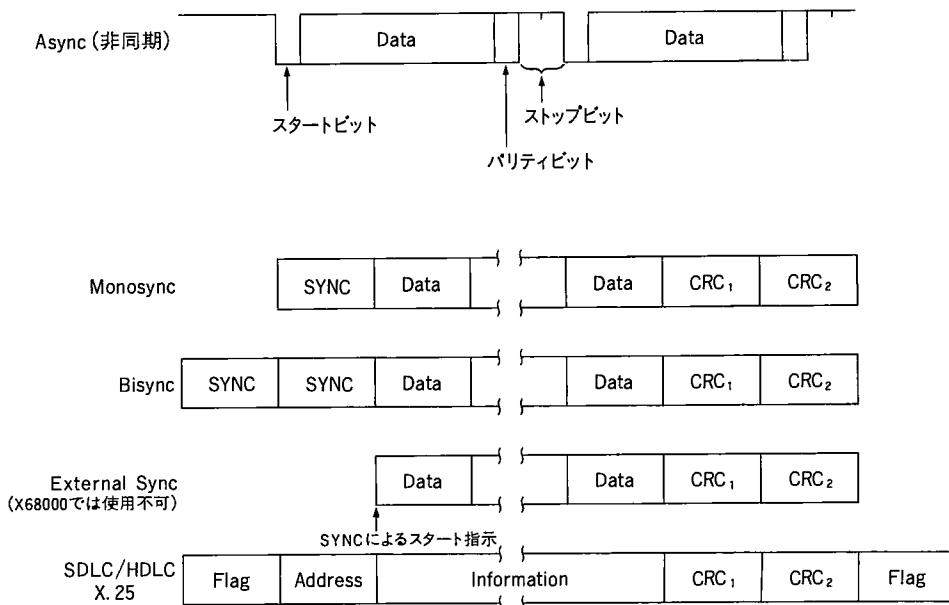 Async(非同期)
Data
Data
スタートビット
ストップビット
パリティビット
Monosync
SYNC
Data
Data
CRC₁
CRC₂
Bisync
SYNC
SYNC
Data
Data
CRC₁
CRC₂
External Sync
(X68000では使用不可)
Data
Data
CRC₁
CRC₂
SYNCによるスタート指示
SDLC/HDLC
X.25
Flag
Address
Information
CRC₁
CRC₂
Flag